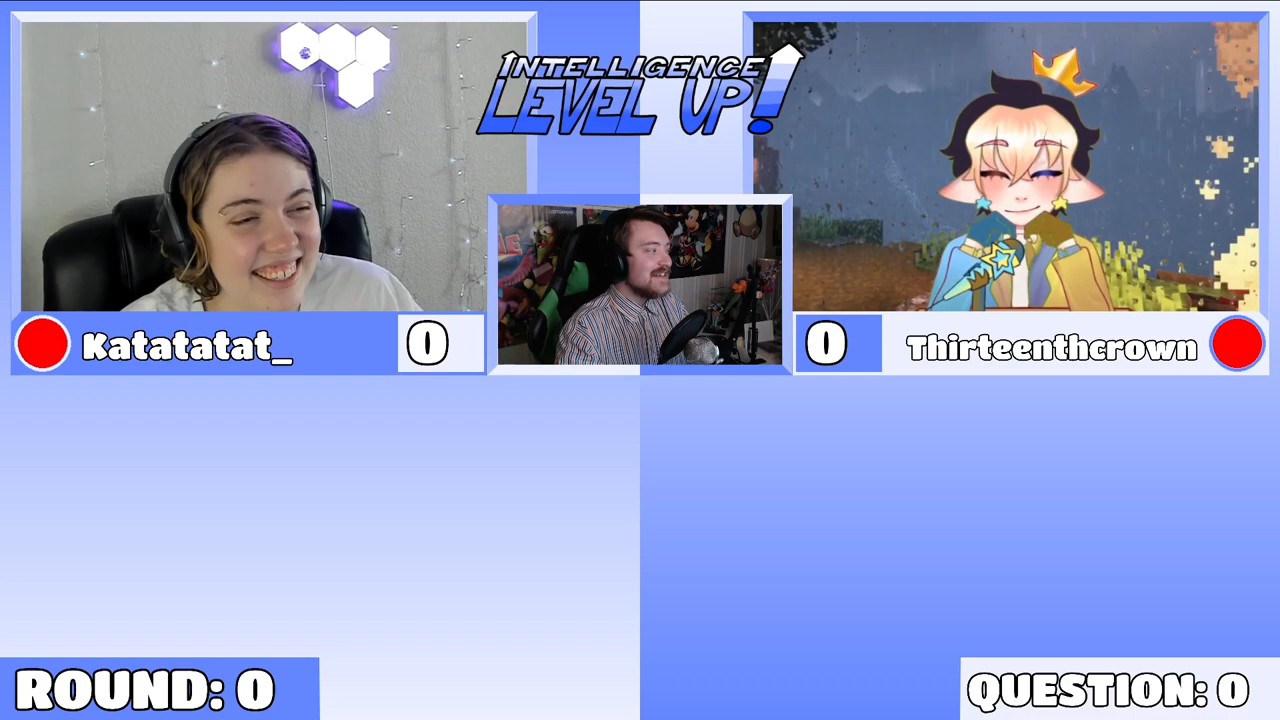 INTELLIGENCE
LEVEL UP!
Katatatat_
0
0
Thirteenthcrown
ROUND: 0
QUESTION: 0